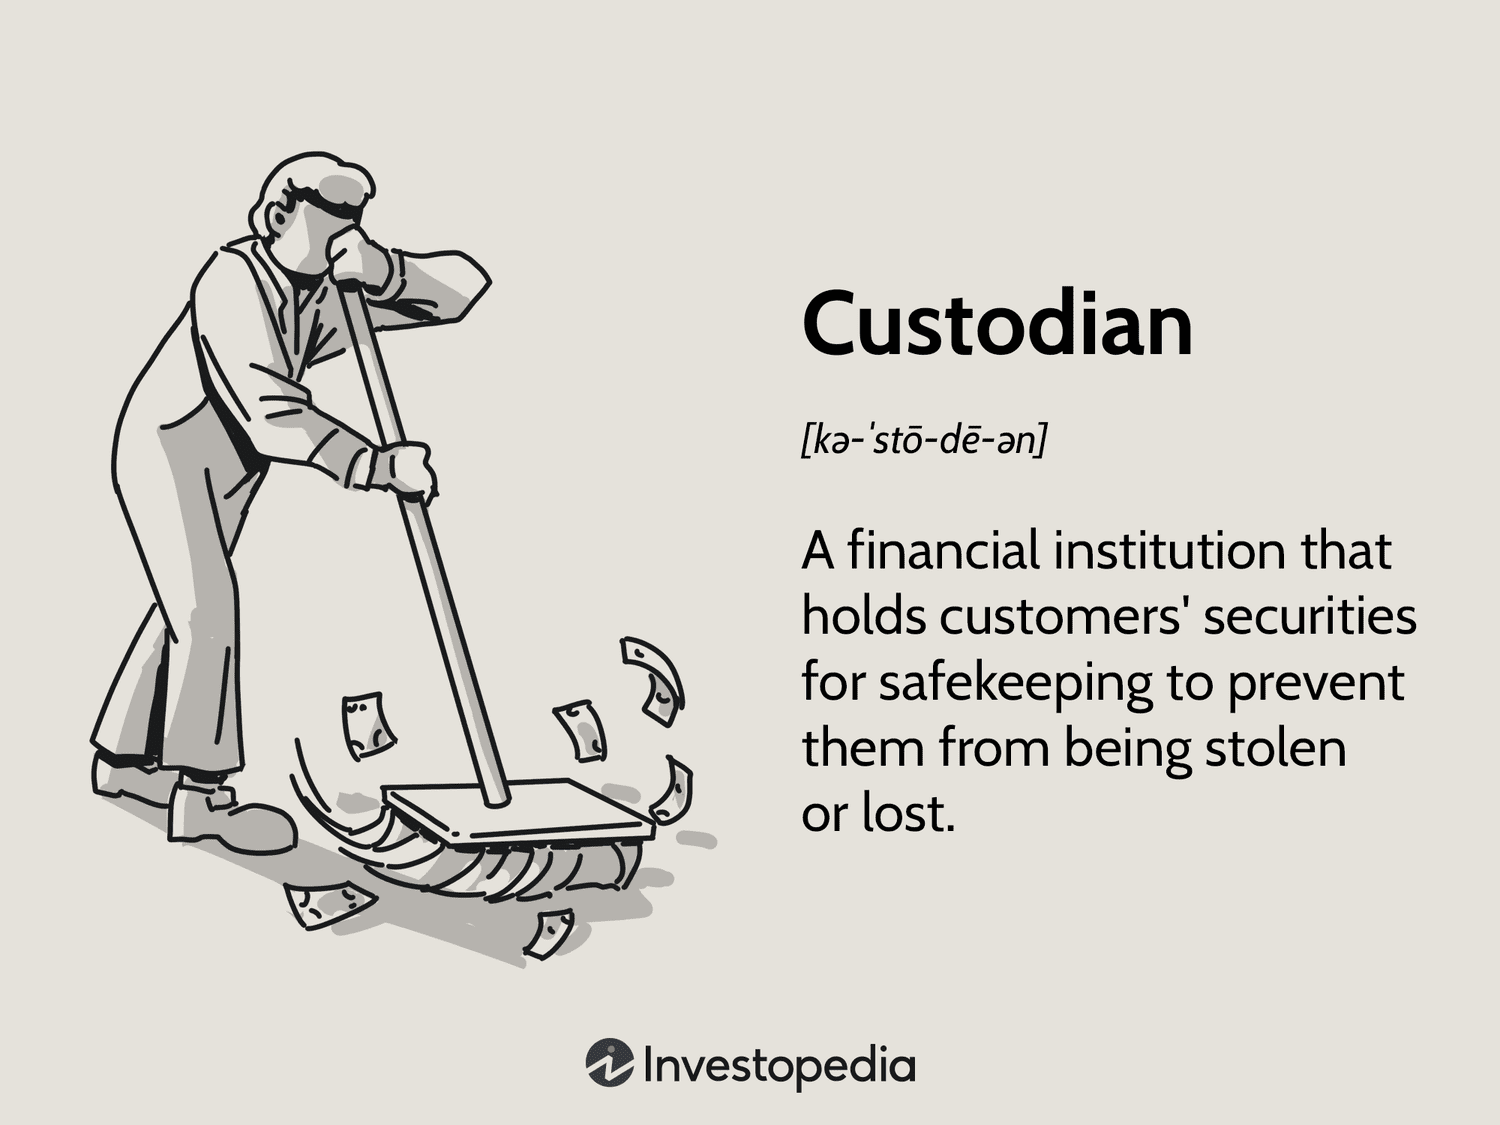 Custodian
[kə-ˈstō-dē-ən]
A financial institution that
holds customers' securities
for safekeeping to prevent
them from being stolen
or lost.
Investopedia